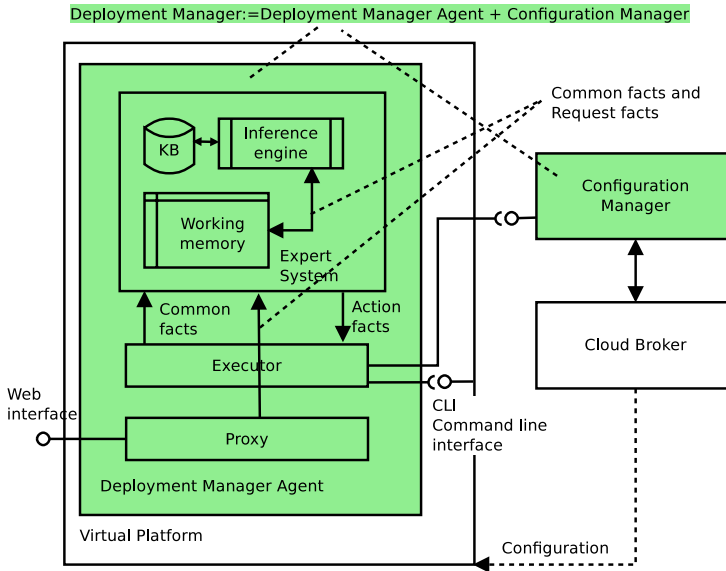 Deployment Manager:=Deployment Manager Agent + Configuration Manager
Common facts and
Request facts
KB
Inference
engine
Working
memory
Expert
System
Configuration
Manager
Common
facts
Action
facts
Executor
Cloud Broker
Web
interface
CLI
Command line
interface
Proxy
Deployment Manager Agent
Virtual Platform
Configuration